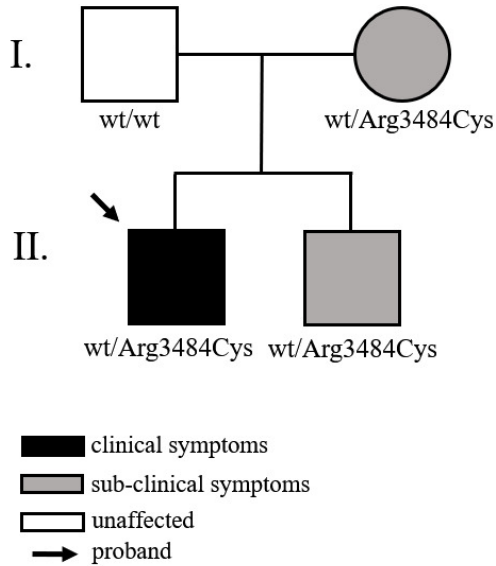 I.
wt/wt
wt/Arg3484Cys
II.
wt/Arg3484Cys wt/Arg3484Cys
clinical symptoms
sub-clinical symptoms
unaffected
proband